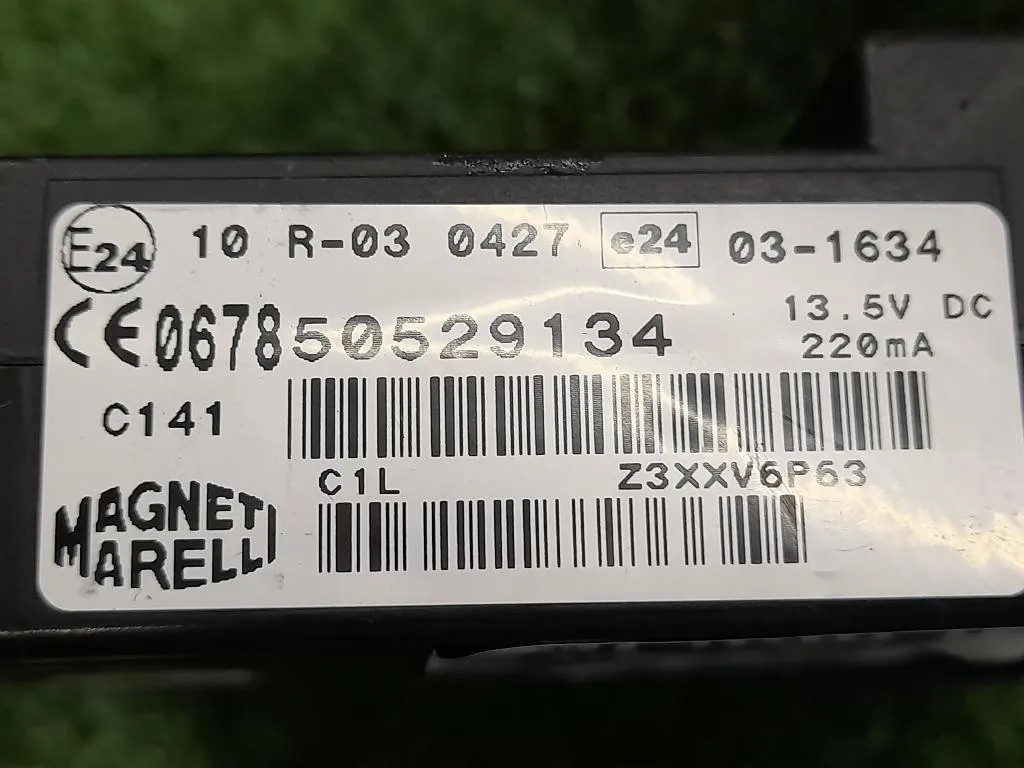 E24 10 R-03 0427 e24 03-1634
CE0678 50529134 13.5V DC
220mA
C141
C1L Z3XXV6P63
MAGNETI
MARELLI